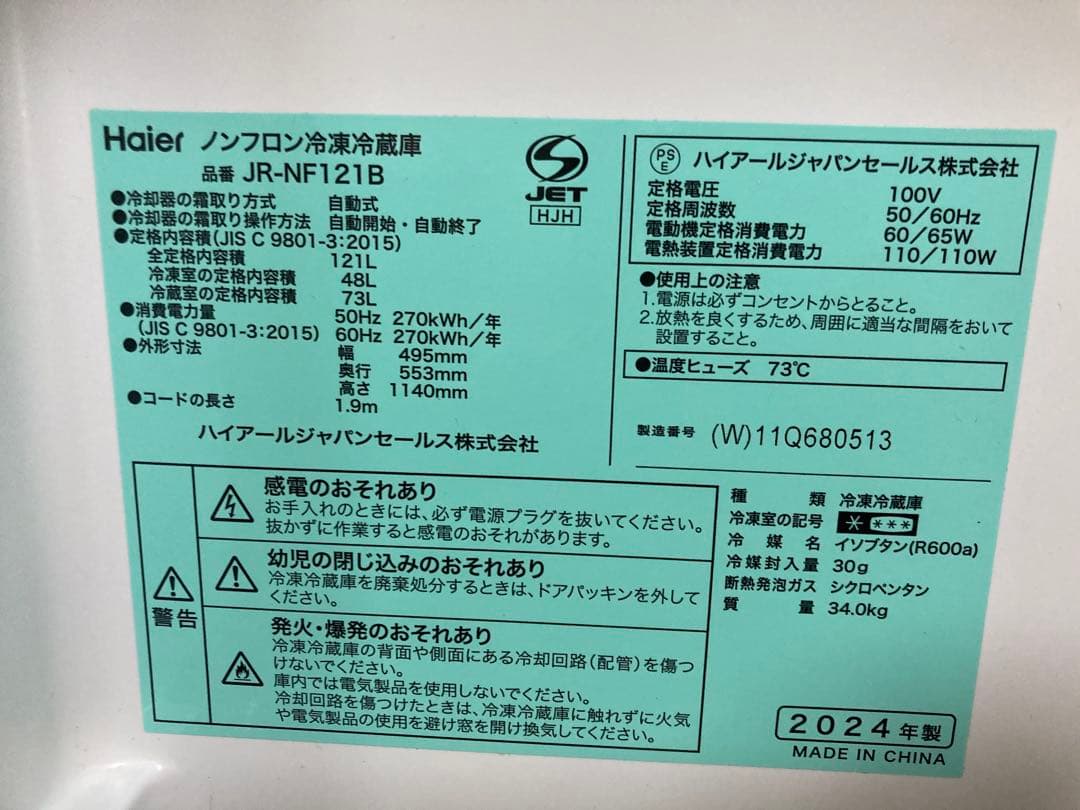 Haier ノンフロン冷凍冷蔵庫
品番 JR-NF121B
●冷却器の霜取り方式 自動式
●冷却器の霜取り操作方法 自動開始・自動終了
●定格内容積(JIS C 9801-3:2015)
全定格内容積 121L
冷凍室の定格内容積 48L
冷蔵室の定格内容積 73L
●消費電力量 50Hz 270kWh/年
(JIS C 9801-3:2015) 60Hz 270kWh/年
●外形寸法 幅 495mm
奥行 553mm
高さ 1140mm
●コードの長さ 1.9m
ハイアールジャパンセールス株式会社
JET
HJH
PSE ハイアールジャパンセールス株式会社
定格電圧 100V
定格周波数 50/60Hz
電動機定格消費電力 60/65W
電熱装置定格消費電力 110/110W
●使用上の注意
1.電源は必ずコンセントからとること。
2.放熱を良くするため、周囲に適当な間隔をおいて
設置すること。
●温度ヒューズ 73℃
製造番号 (W)11Q680513
警告
感電のおそれあり
お手入れのときには、必ず電源プラグを抜いてください。
抜かずに作業すると感電のおそれがあります。
幼児の閉じ込みのおそれあり
冷凍冷蔵庫を廃棄処分するときは、ドアパッキンを外して
ください。
発火・爆発のおそれあり
冷凍冷蔵庫の背面や側面にある冷却回路(配管)を傷つ
けないでください。
庫内では電気製品を使用しないでください。
冷却回路を傷つけたときは、冷凍冷蔵庫に触れずに火気
や電気製品の使用を避け窓を開け換気してください。
種類 冷凍冷蔵庫
冷凍室の記号 * ***
冷媒名 イソブタン(R600a)
冷媒封入量 30g
断熱発泡ガス シクロペンタン
質量 34.0kg
2024年製
MADE IN CHINA